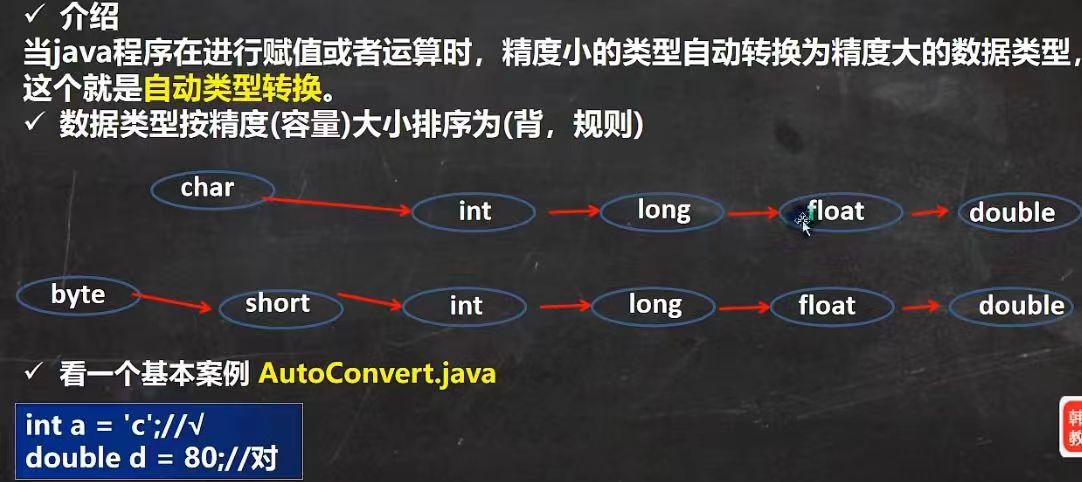 ✓ 介绍
当java程序在进行赋值或者运算时，精度小的类型自动转换为精度大的数据类型，
这个就是自动类型转换。
✓ 数据类型按精度(容量)大小排序为(背，规则)
char
int
long
float
double
byte
short
int
long
float
double
✓ 看一个基本案例 AutoConvert.java
int a = 'c';//√
double d = 80;//对
韩
教